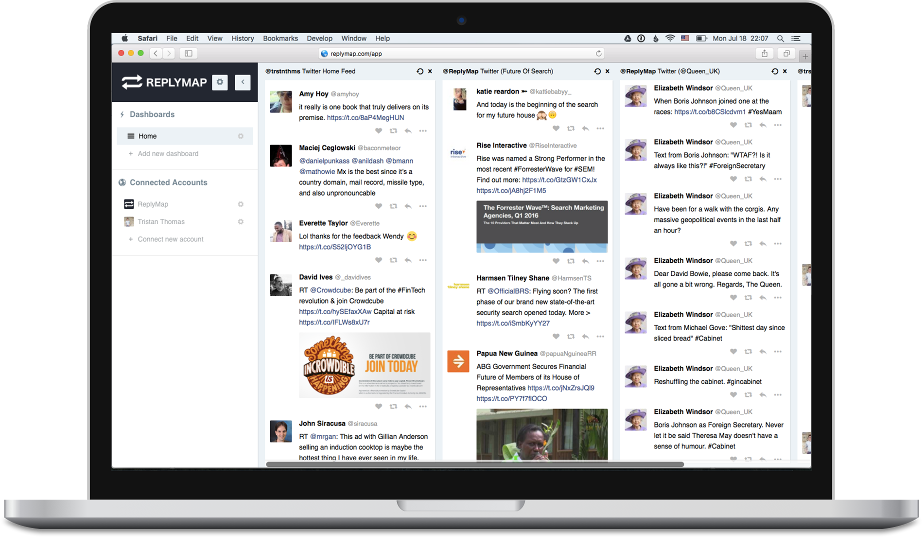 Safari File Edit View History Bookmarks Develop Window Help
Mon Jul 18 22:07
replymap.com/app
REPLYMAP
Dashboards
Home
+ Add new dashboard
Connected Accounts
ReplyMap
Tristan Thomas
+ Connect new account
@trstnthms Twitter Home Feed
Amy Hoy @amyhoy
it really is one book that truly delivers on its
premise. https://t.co/8aP4MegHUN
Maciej Ceglowski @baconmeteor
@danielpunkass @anildash @bmann
@mathowie Mx is the best since it's a
country domain, mail record, missile type,
and also unpronouncable
Everette Taylor @Everette
Lol thanks for the feedback Wendy 😊
https://t.co/S52ljOYG1B
David Ives @_davidives
RT @Crowdcube: Be part of the #FinTech
revolution & join Crowdcube
https://t.co/hySEfaxXAw Capital at risk
https://t.co/IFLWs8xU7r
Something
INCROWDIBLE
IS
HAPPENING
BE PART OF CROWDCUBE
JOIN TODAY
John Siracusa @siracusa
RT @mrgan: This ad with Gillian Anderson
selling an induction cooktop is maybe the
hottest thing I have ever seen in my life.
@ReplyMap Twitter (Future Of Search)
katie reardon @katiebabyy_
And today is the beginning of the search
for my future house
Rise Interactive @RiseInteractive
rise
Rise was named a Strong Performer in the
most recent #ForresterWave for #SEM!
Find out more: https://t.co/GtzGW1CxJx
https://t.co/jA8hj2F1M5
The Forrester Wave™: Search Marketing
Agencies, Q1 2016
The 10 Providers That Matter Most And How They Stack Up
Harmsen Tilney Shane @HarmsenTS
RT @OfficialBRS: Flying soon? The first
phase of our brand new state-of-the-art
security search opened today. More >
https://t.co/iSmbKyYY27
Papua New Guinea @papuaNguineaRR
ABG Government Secures Financial
Future of Members of its House of
Representatives https://t.co/jNxZrsJQl9
https://t.co/PY7f7flOCO
@ReplyMap Twitter (@Queen_UK)
Elizabeth Windsor @Queen_UK
When Boris Johnson joined one at the
races: https://t.co/b8CSlcdvm1 #YesMaam
Elizabeth Windsor @Queen_UK
Text from Boris Johnson: "WTAF?! Is it
always like this?!" #ForeignSecretary
Elizabeth Windsor @Queen_UK
Have been for a walk with the corgis. Any
massive geopolitical events in the last half
an hour?
Elizabeth Windsor @Queen_UK
Dear David Bowie, please come back. It's
all gone a bit wrong. Regards, The Queen.
Elizabeth Windsor @Queen_UK
Text from Michael Gove: "Shittest day since
sliced bread" #Cabinet
Elizabeth Windsor @Queen_UK
Reshuffling the cabinet. #gincabinet
Elizabeth Windsor @Queen_UK
Boris Johnson as Foreign Secretary. Never
let it be said Theresa May doesn't have a
sense of humour. #Cabinet
@trs